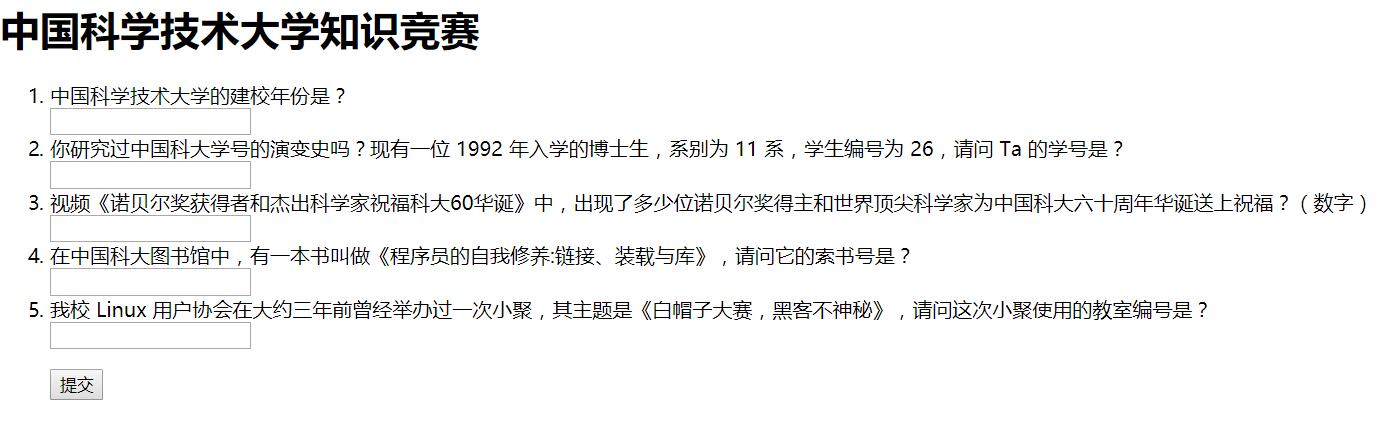 中国科学技术大学知识竞赛
1. 中国科学技术大学的建校年份是？
2. 你研究过中国科大学号的演变史吗？现有一位 1992 年入学的博士生，系别为 11 系，学生编号为 26，请问 Ta 的学号是？
3. 视频《诺贝尔奖获得者和杰出科学家祝福科大60华诞》中，出现了多少位诺贝尔奖得主和世界顶尖科学家为中国科大六十周年华诞送上祝福？（数字）
4. 在中国科大图书馆中，有一本书叫做《程序员的自我修养:链接、装载与库》，请问它的索书号是？
5. 我校 Linux 用户协会在大约三年前曾经举办过一次小聚，其主题是《白帽子大赛，黑客不神秘》，请问这次小聚使用的教室编号是？
提交